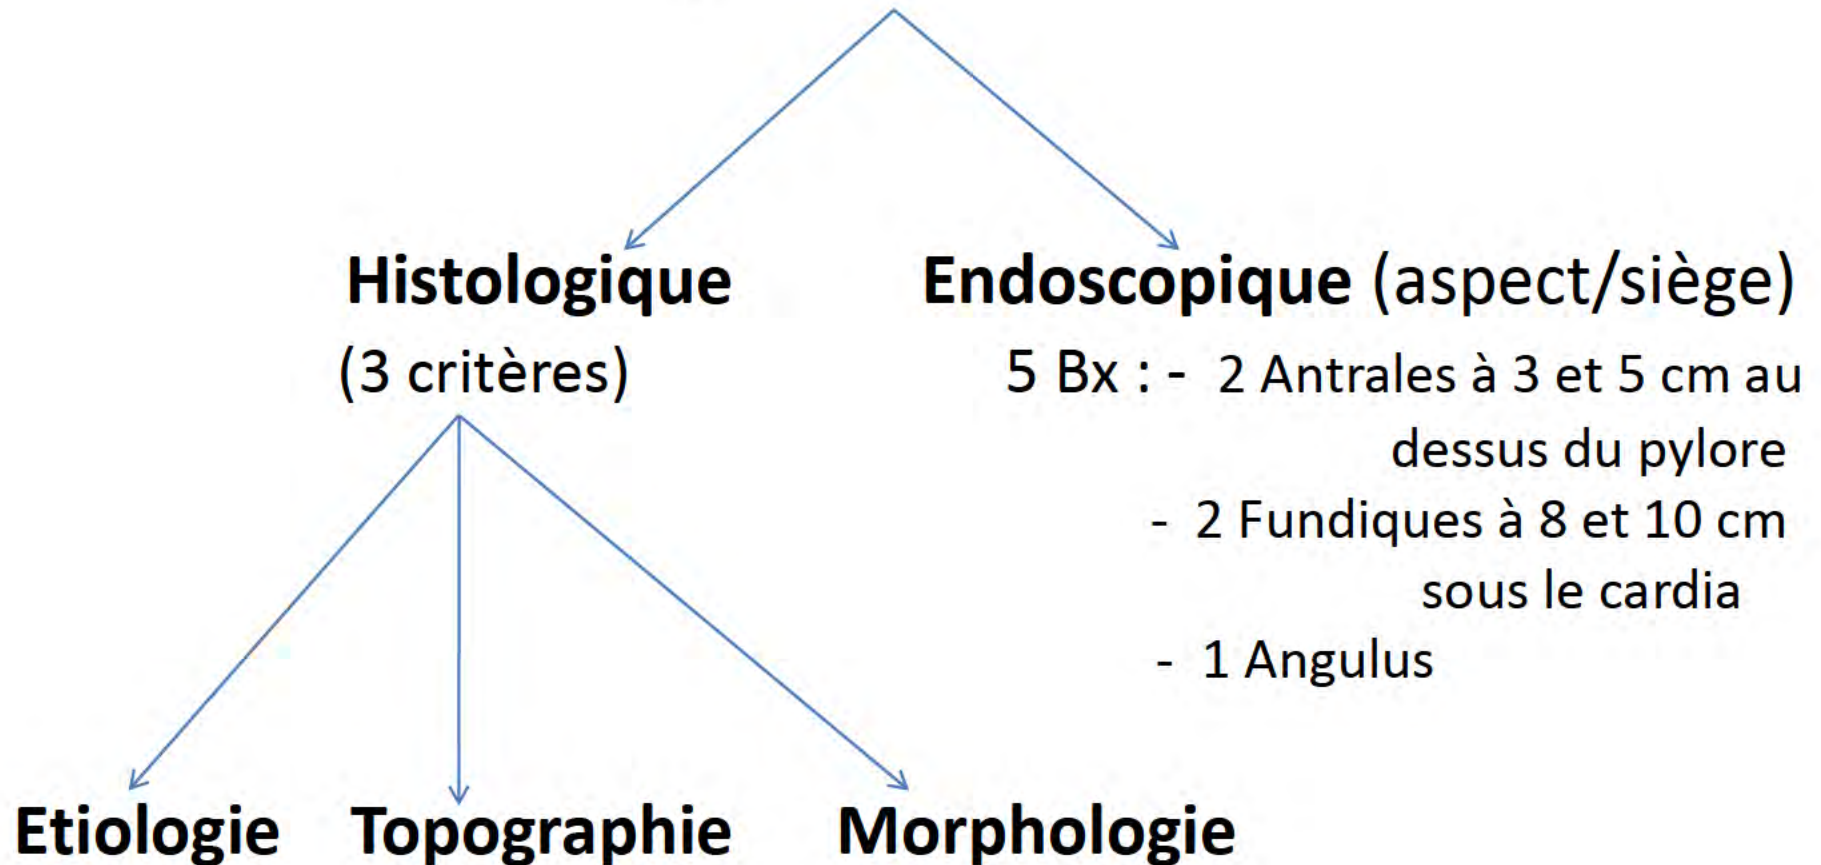 Histologique
(3 critères)
Endoscopique (aspect/siège)
5 Bx : - 2 Antrales à 3 et 5 cm au
dessus du pylore
- 2 Fundiques à 8 et 10 cm
sous le cardia
- 1 Angulus
Etiologie
Topographie
Morphologie